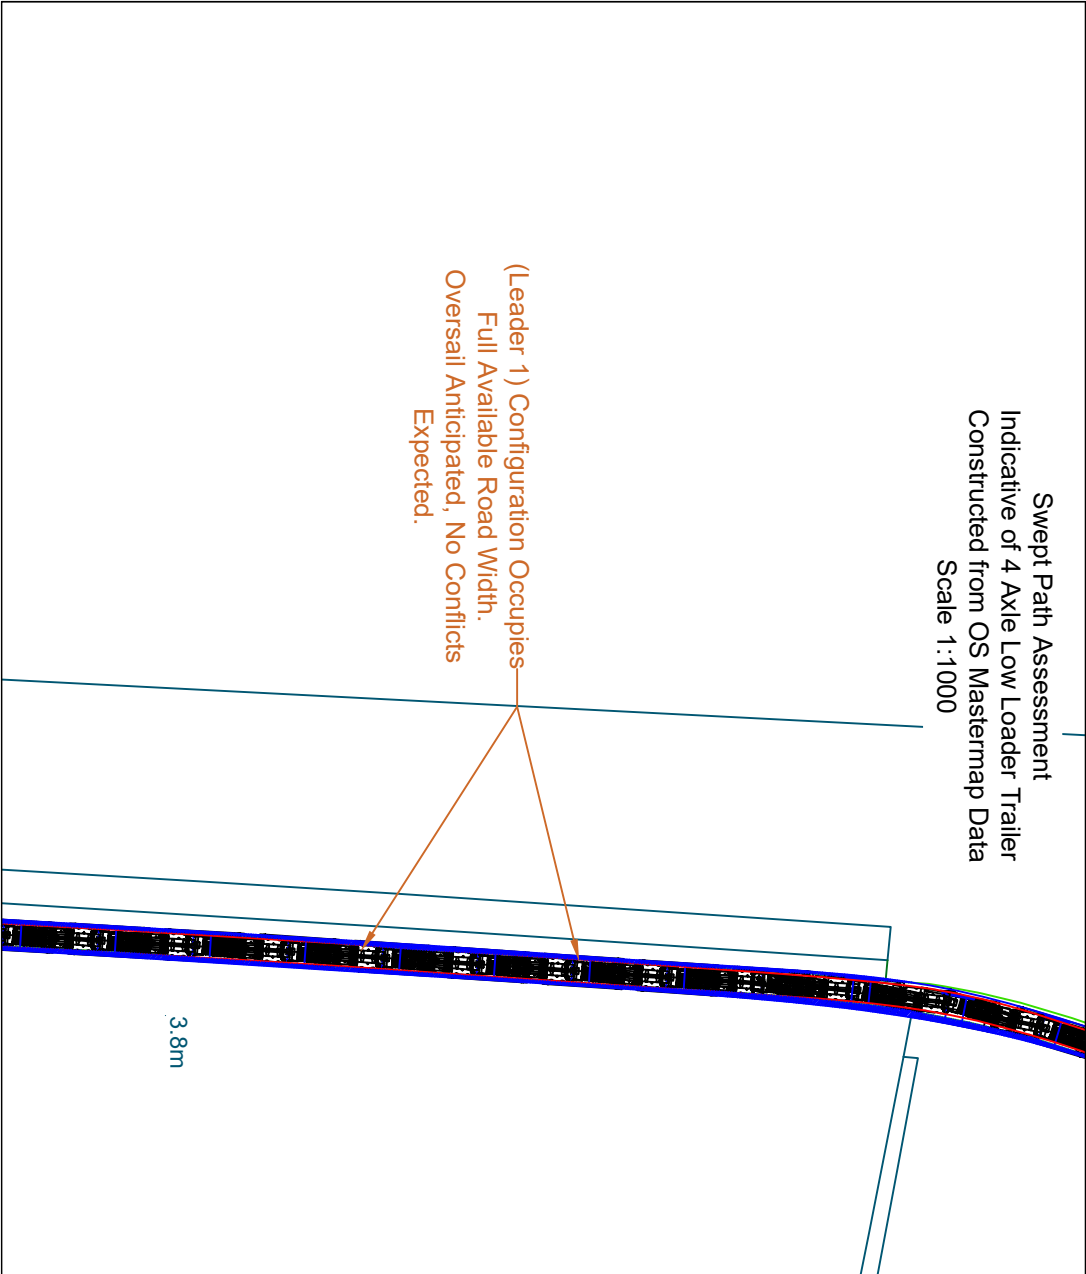 Swept Path Assessment
Indicative of 4 Axle Low Loader Trailer
Constructed from OS Mastermap Data
Scale 1:1000
(Leader 1) Configuration Occupies
Full Available Road Width.
Oversail Anticipated, No Conflicts
Expected.
3.8m